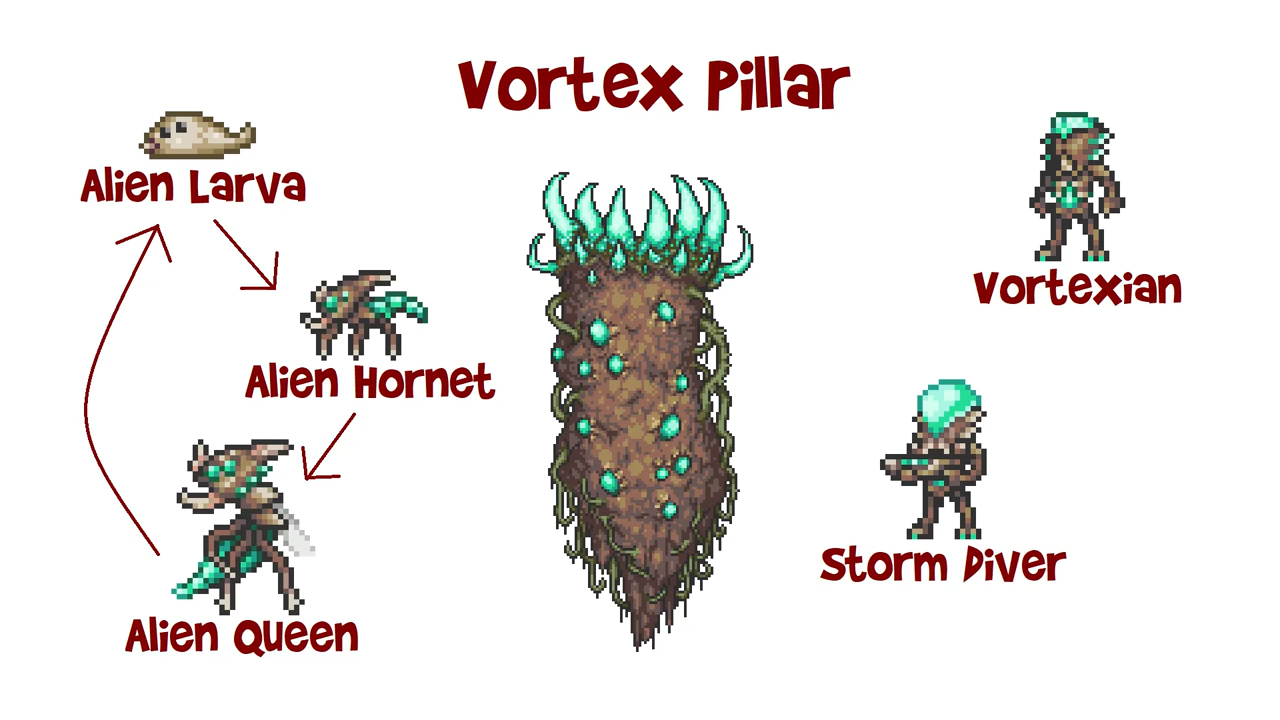 Vortex Pillar
Alien Larva
Alien Hornet
Alien Queen
Vortexian
Storm Diver